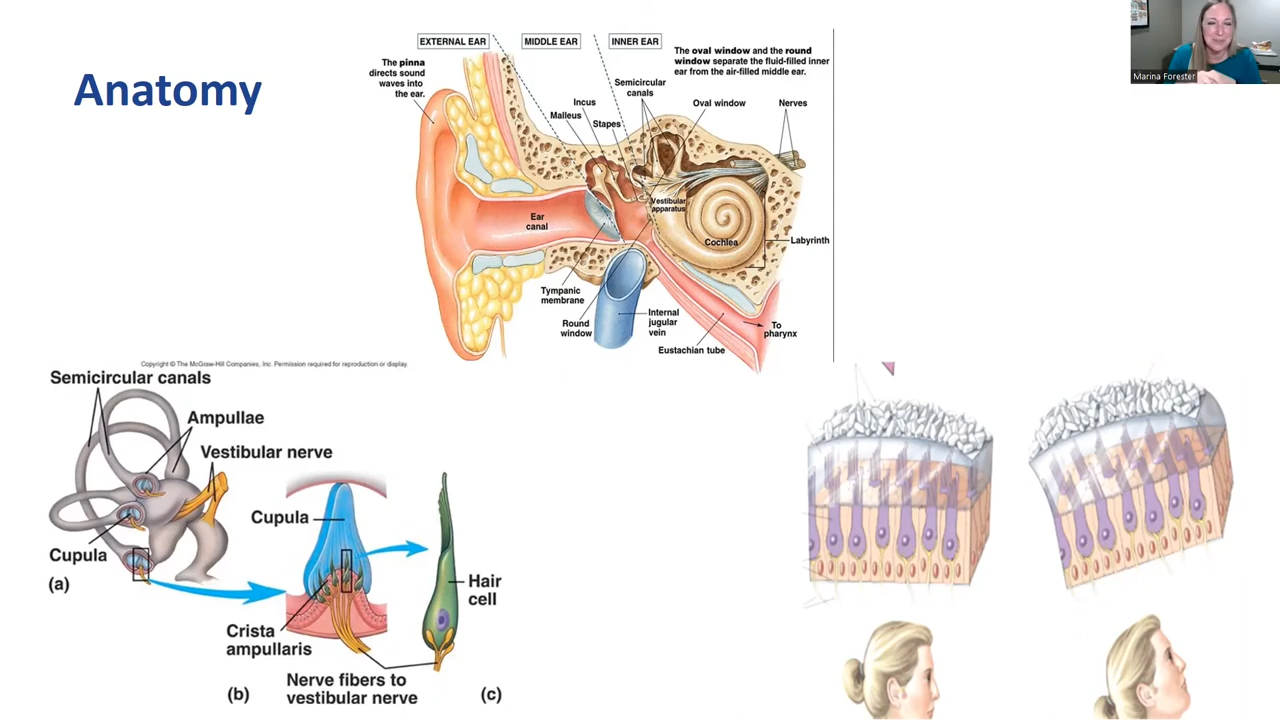 Anatomy
EXTERNAL EAR
MIDDLE EAR
INNER EAR
The pinna
directs sound
waves into
the ear.
The oval window and the round
window separate the fluid-filled inner
ear from the air-filled middle ear.
Semicircular
canals
Incus
Malleus
Stapes
Oval window
Nerves
Ear
canal
Vestibular
apparatus
Cochlea
Labyrinth
Tympanic
membrane
Round
window
Internal
jugular
vein
Eustachian tube
To
pharynx
Marina Forester
Copyright © The McGraw-Hill Companies, Inc. Permission required for reproduction or display.
Semicircular canals
Ampullae
Vestibular nerve
Cupula
(a)
Cupula
Crista
ampullaris
Nerve fibers to
vestibular nerve
(b)
Hair
cell
(c)